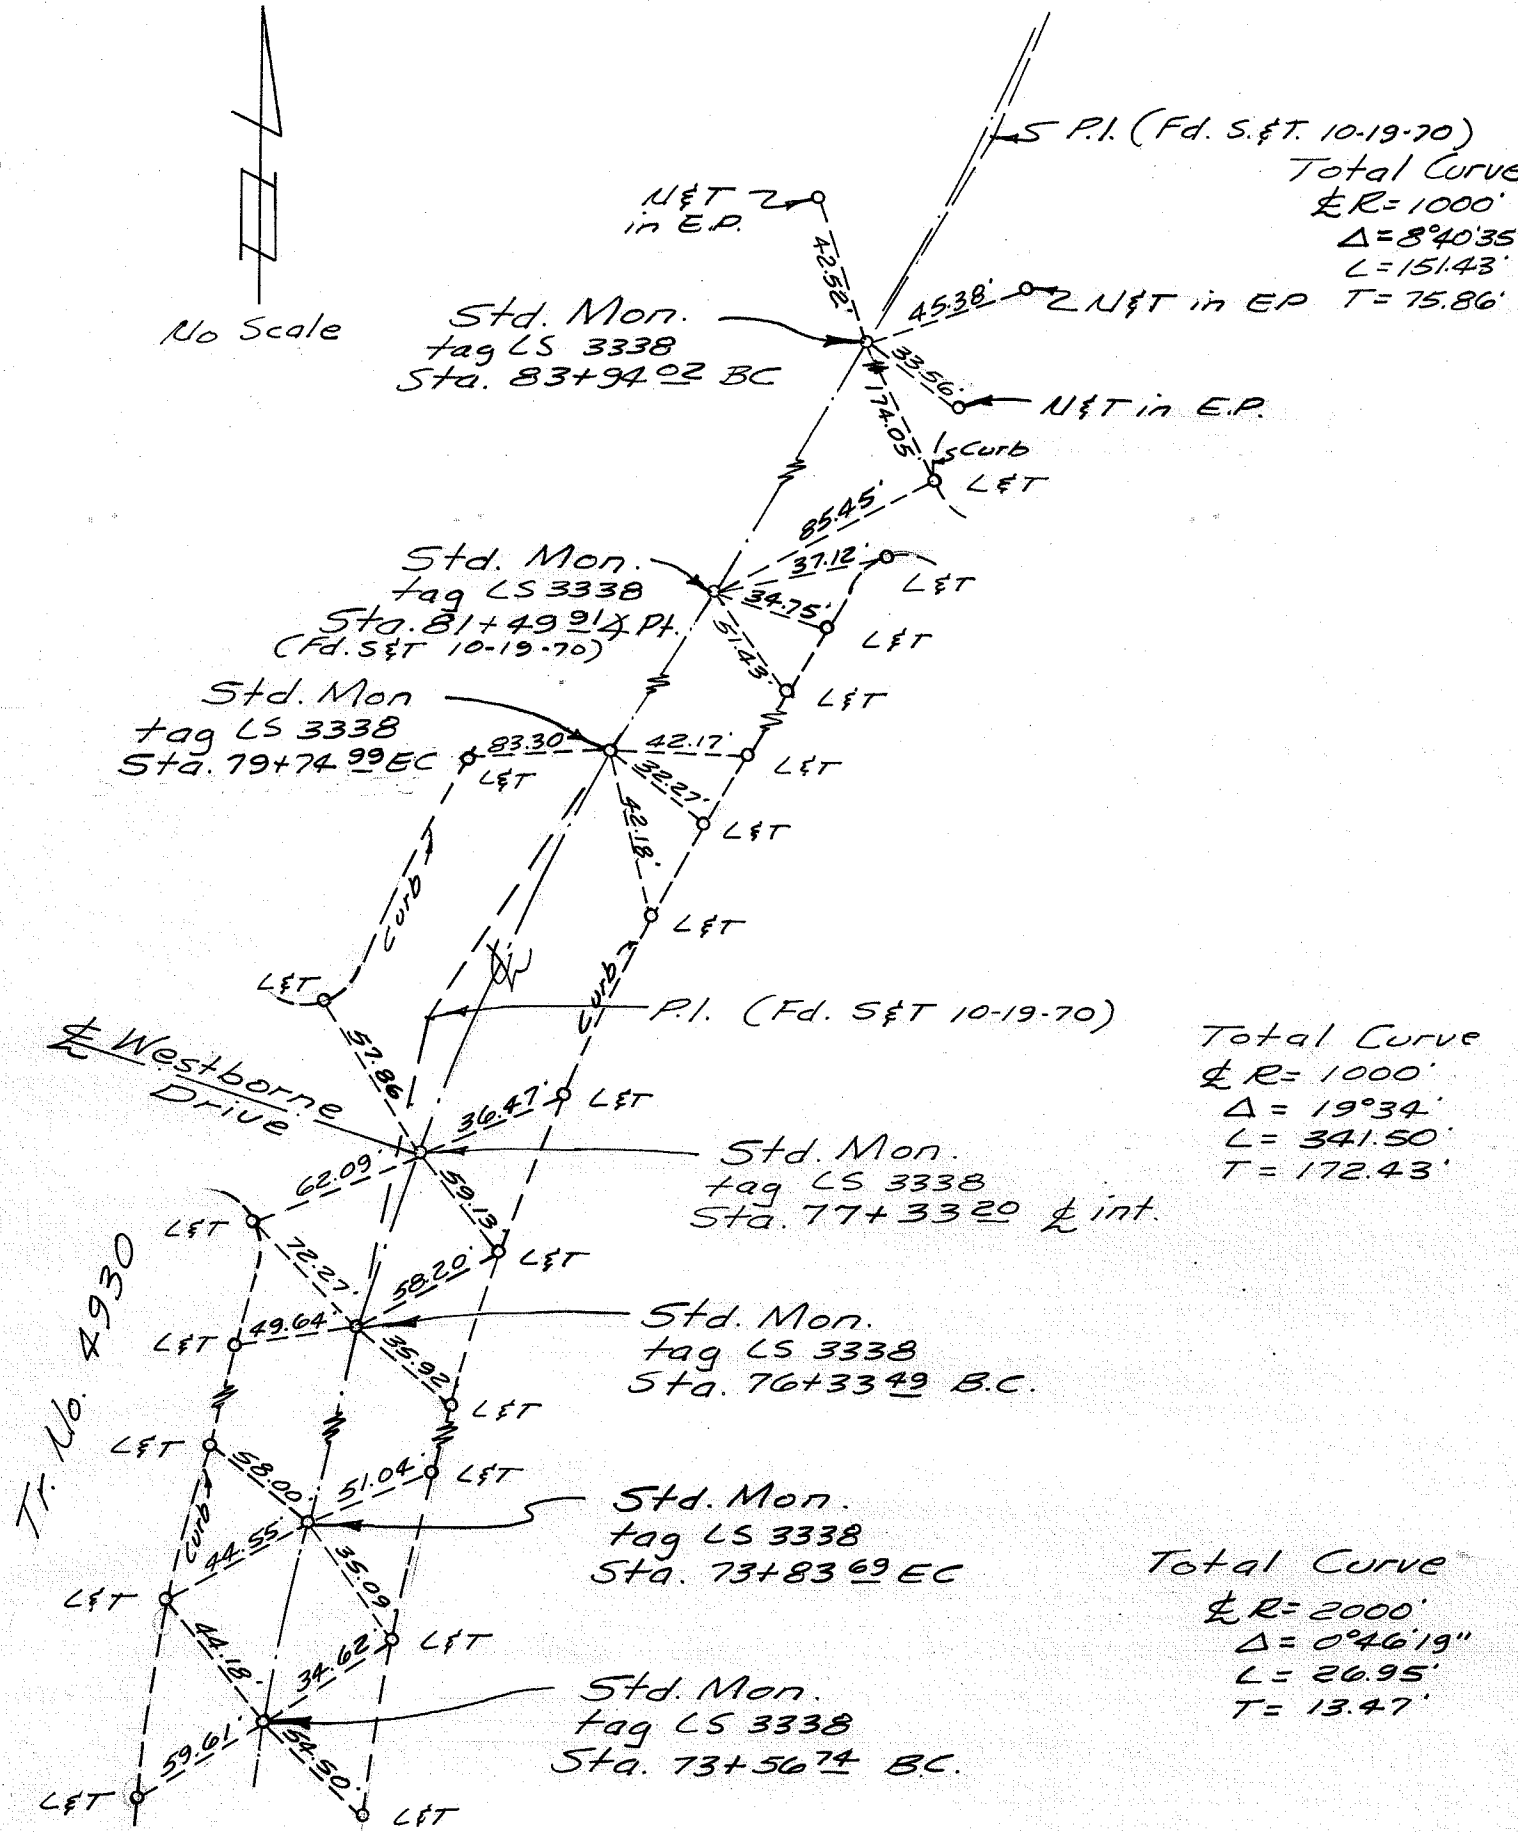 P.I. (Fd. S.&T. 10-19-70)
Total Curve
℄ R= 1000'
Δ = 8°40'35
L = 151.43'
T = 75.86'
N&T
in E.P.
42.52'
45.38'
N&T in EP
No Scale
Std. Mon.
tag LS 3338
Sta. 83+94 02 BC
33.56'
N&T in E.P.
174.05
Curb
L&T
85.45'
37.12'
L&T
Std. Mon.
tag LS 3338
Sta. 81+49 91 ∡ Pt.
(Fd. S&T 10-19-70)
34.75'
L&T
51.43'
L&T
Std. Mon
tag LS 3338
Sta. 79+74 99 EC
83.30
L&T
42.17'
L&T
32.27'
L&T
42.18'
L&T
Curb
Curb
L&T
℄
P.I. (Fd. S&T 10-19-70)
Total Curve
℄ R= 1000'
Δ = 19°34'
L = 341.50'
T = 172.43'
℄ Westborne
Drive
57.86
36.47'
L&T
Std. Mon.
tag LS 3338
Sta. 77+33 20 ℄ int.
62.09'
L&T
59.13'
L&T
72.27'
58.20'
Std. Mon.
tag LS 3338
Sta. 76+33 49 B.C.
L&T
49.64'
35.92'
L&T
Tr. No. 4930
L&T
58.00'
51.04'
L&T
Std. Mon.
tag LS 3338
Sta. 73+83 69 EC
Curb
44.55'
35.09'
L&T
L&T
Total Curve
℄ R= 2000'
Δ = 0°46'19"
L = 26.95'
T = 13.47'
44.18'
34.62'
Std. Mon.
tag LS 3338
Sta. 73+56 74 B.C.
59.61'
54.50'
L&T
L&T